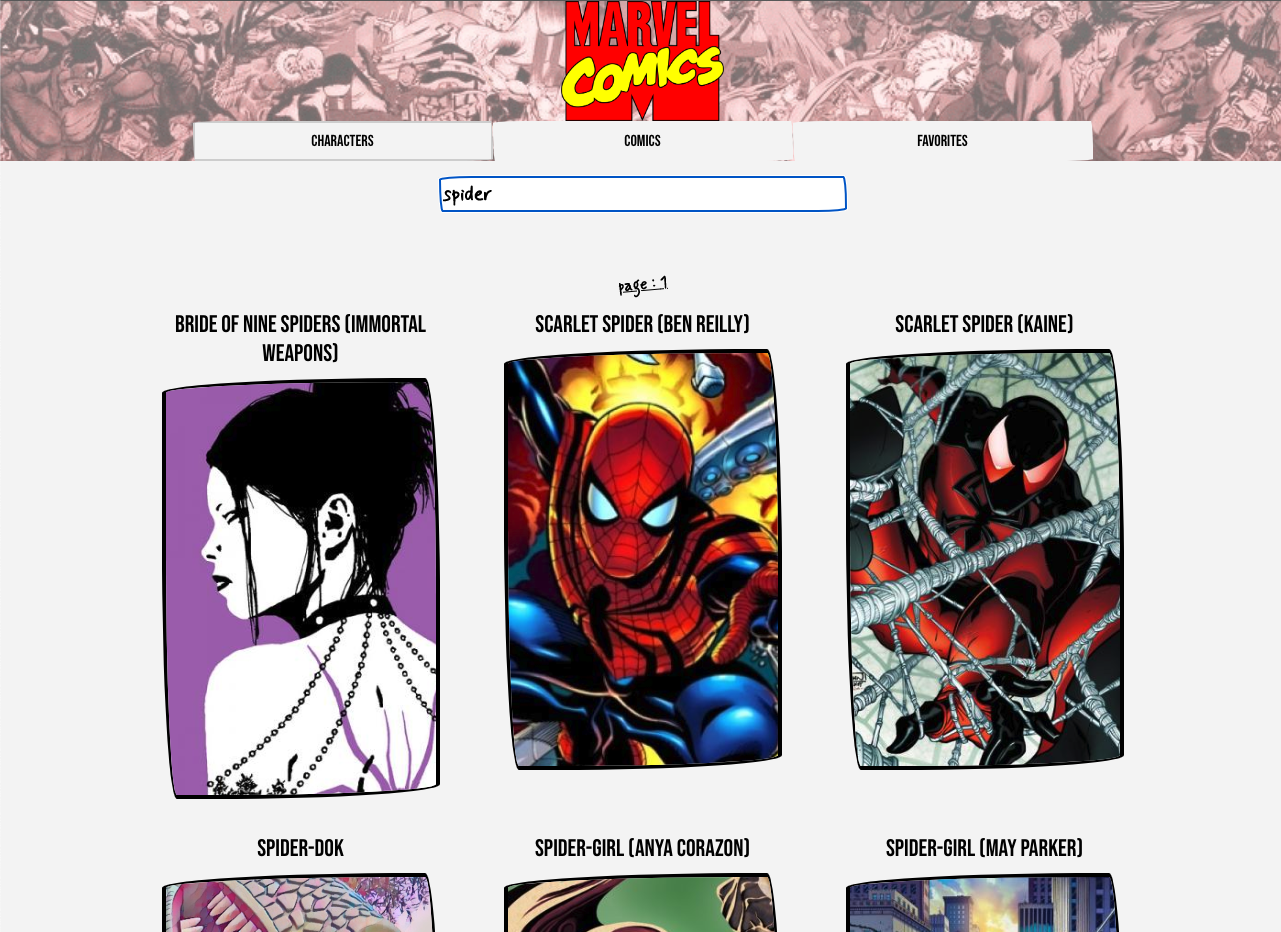 MARVEL
COMICS
CHARACTERS
COMICS
FAVORITES
spider
page : 1
BRIDE OF NINE SPIDERS (IMMORTAL
WEAPONS)
SCARLET SPIDER (BEN REILLY)
SCARLET SPIDER (KAINE)
SPIDER-DOK
SPIDER-GIRL (ANYA CORAZON)
SPIDER-GIRL (MAY PARKER)